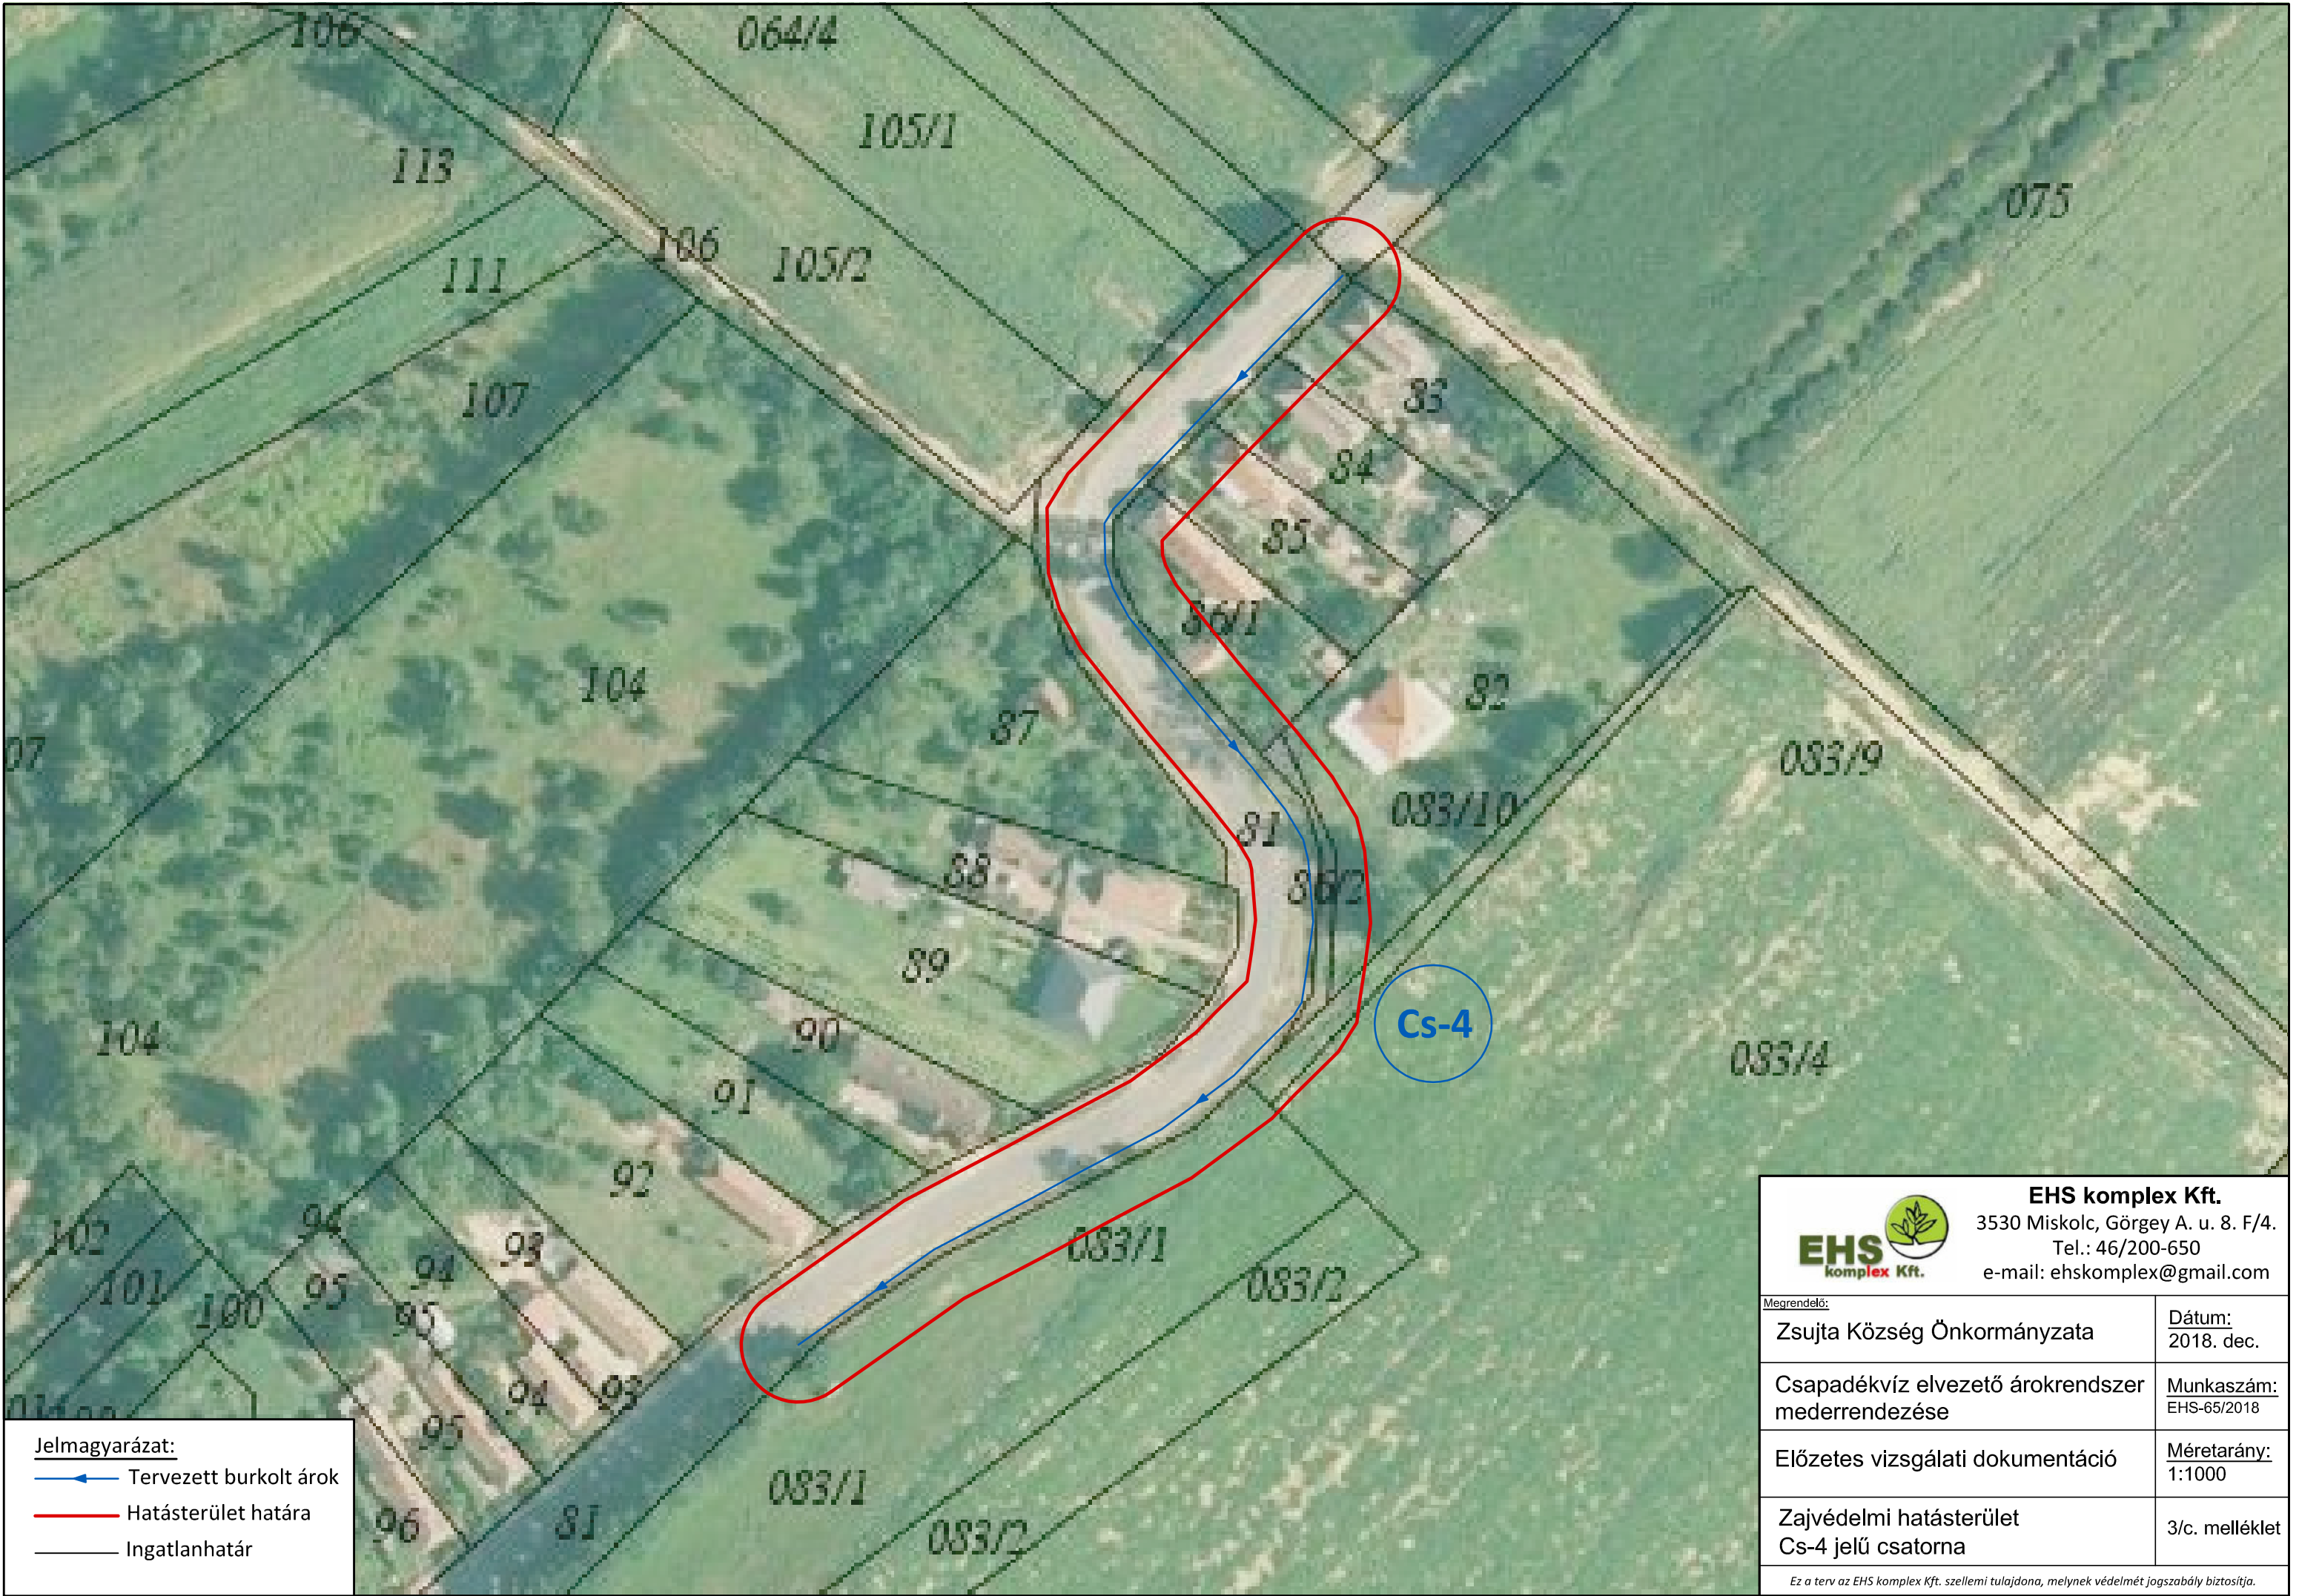 106
064/4
105/1
113
075
106
105/2
111
107
83
84
85
86/1
104
82
87
07
083/9
083/10
81
86/2
88
89
Cs-4
90
104
083/4
91
92
102
94
93
083/1
94
95
083/2
101
100
95
94
93
95
083/1
96
81
083/2
Jelmagyarázat:
Tervezett burkolt árok
Hatásterület határa
Ingatlanhatár
EHS
komplex Kft.
EHS komplex Kft.
3530 Miskolc, Görgey A. u. 8. F/4.
Tel.: 46/200-650
e-mail: ehskomplex@gmail.com
Megrendelő:
Zsujta Község Önkormányzata
Dátum:
2018. dec.
Csapadékvíz elvezető árokrendszer
mederrendezése
Munkaszám:
EHS-65/2018
Előzetes vizsgálati dokumentáció
Méretarány:
1:1000
Zajvédelmi hatásterület
Cs-4 jelű csatorna
3/c. melléklet
Ez a terv az EHS komplex Kft. szellemi tulajdona, melynek védelmét jogszabály biztosítja.